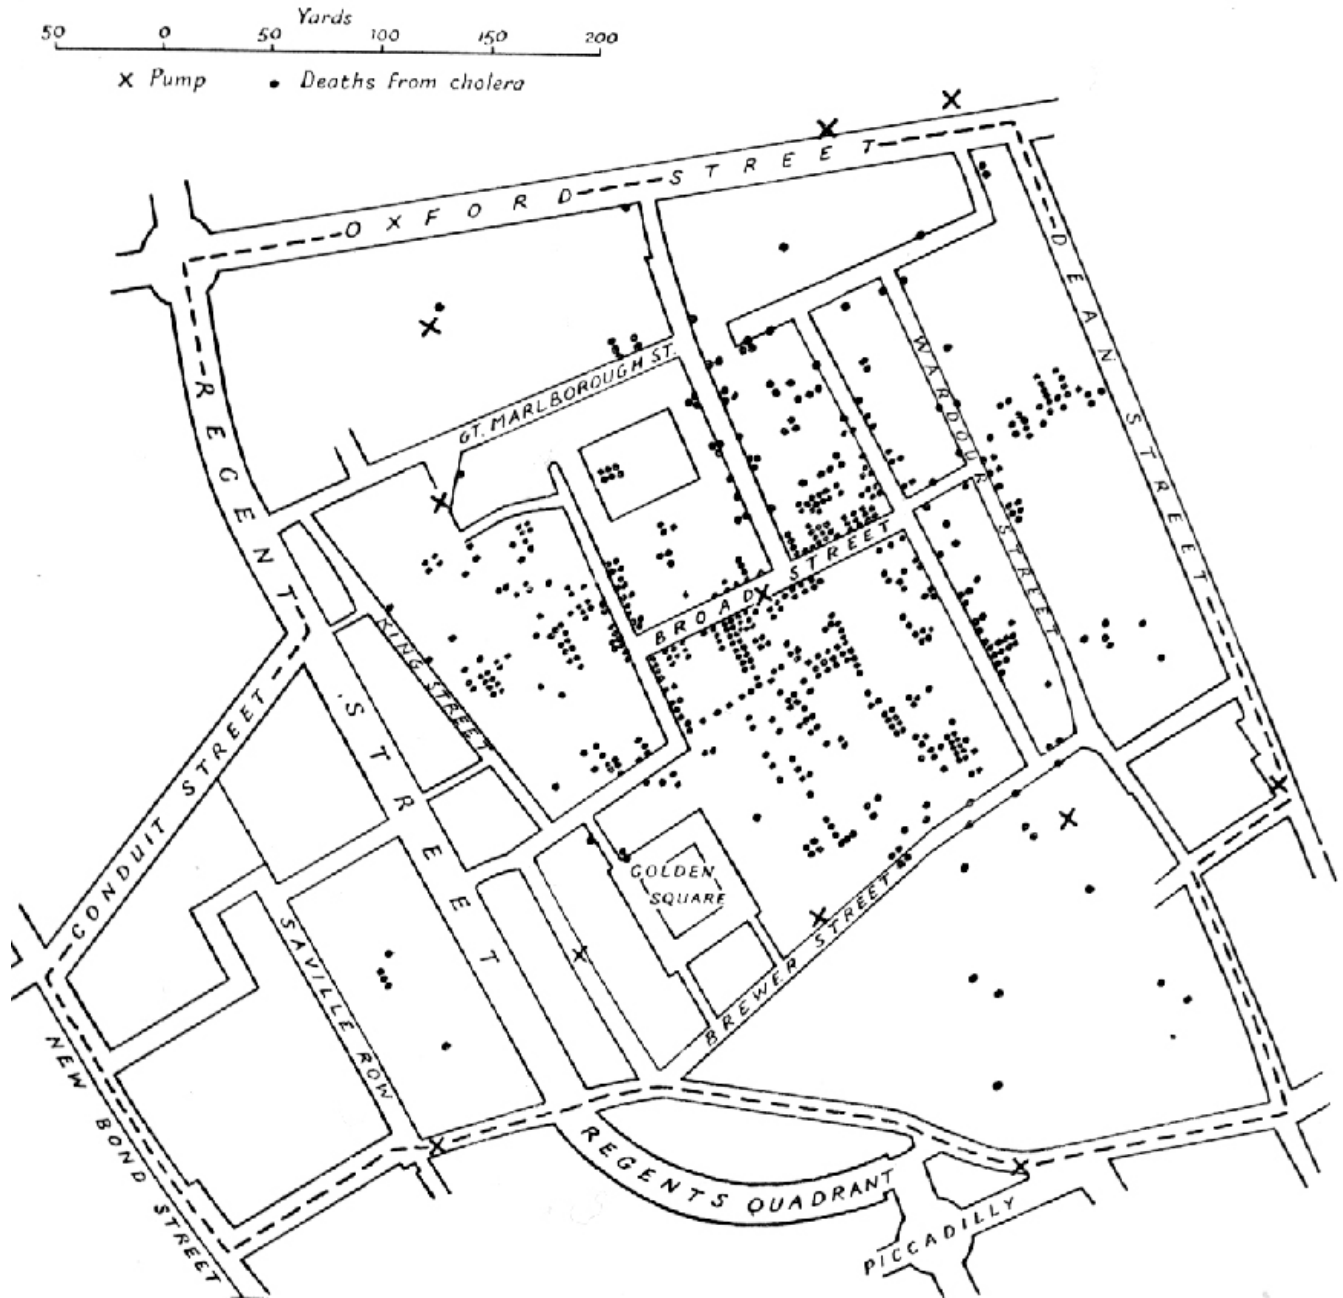 Yards
50 0 50 100 150 200
x Pump • Deaths from cholera
OXFORD STREET
DEAN STREET
REGENT STREET
WARDOUR STREET
GT. MARLBOROUGH ST.
BROAD STREET
KING STREET
CONDUIT STREET
GOLDEN
SQUARE
BREWER STREET
SAVILLE ROW
NEW BOND STREET
REGENTS QUADRANT
PICCADILLY